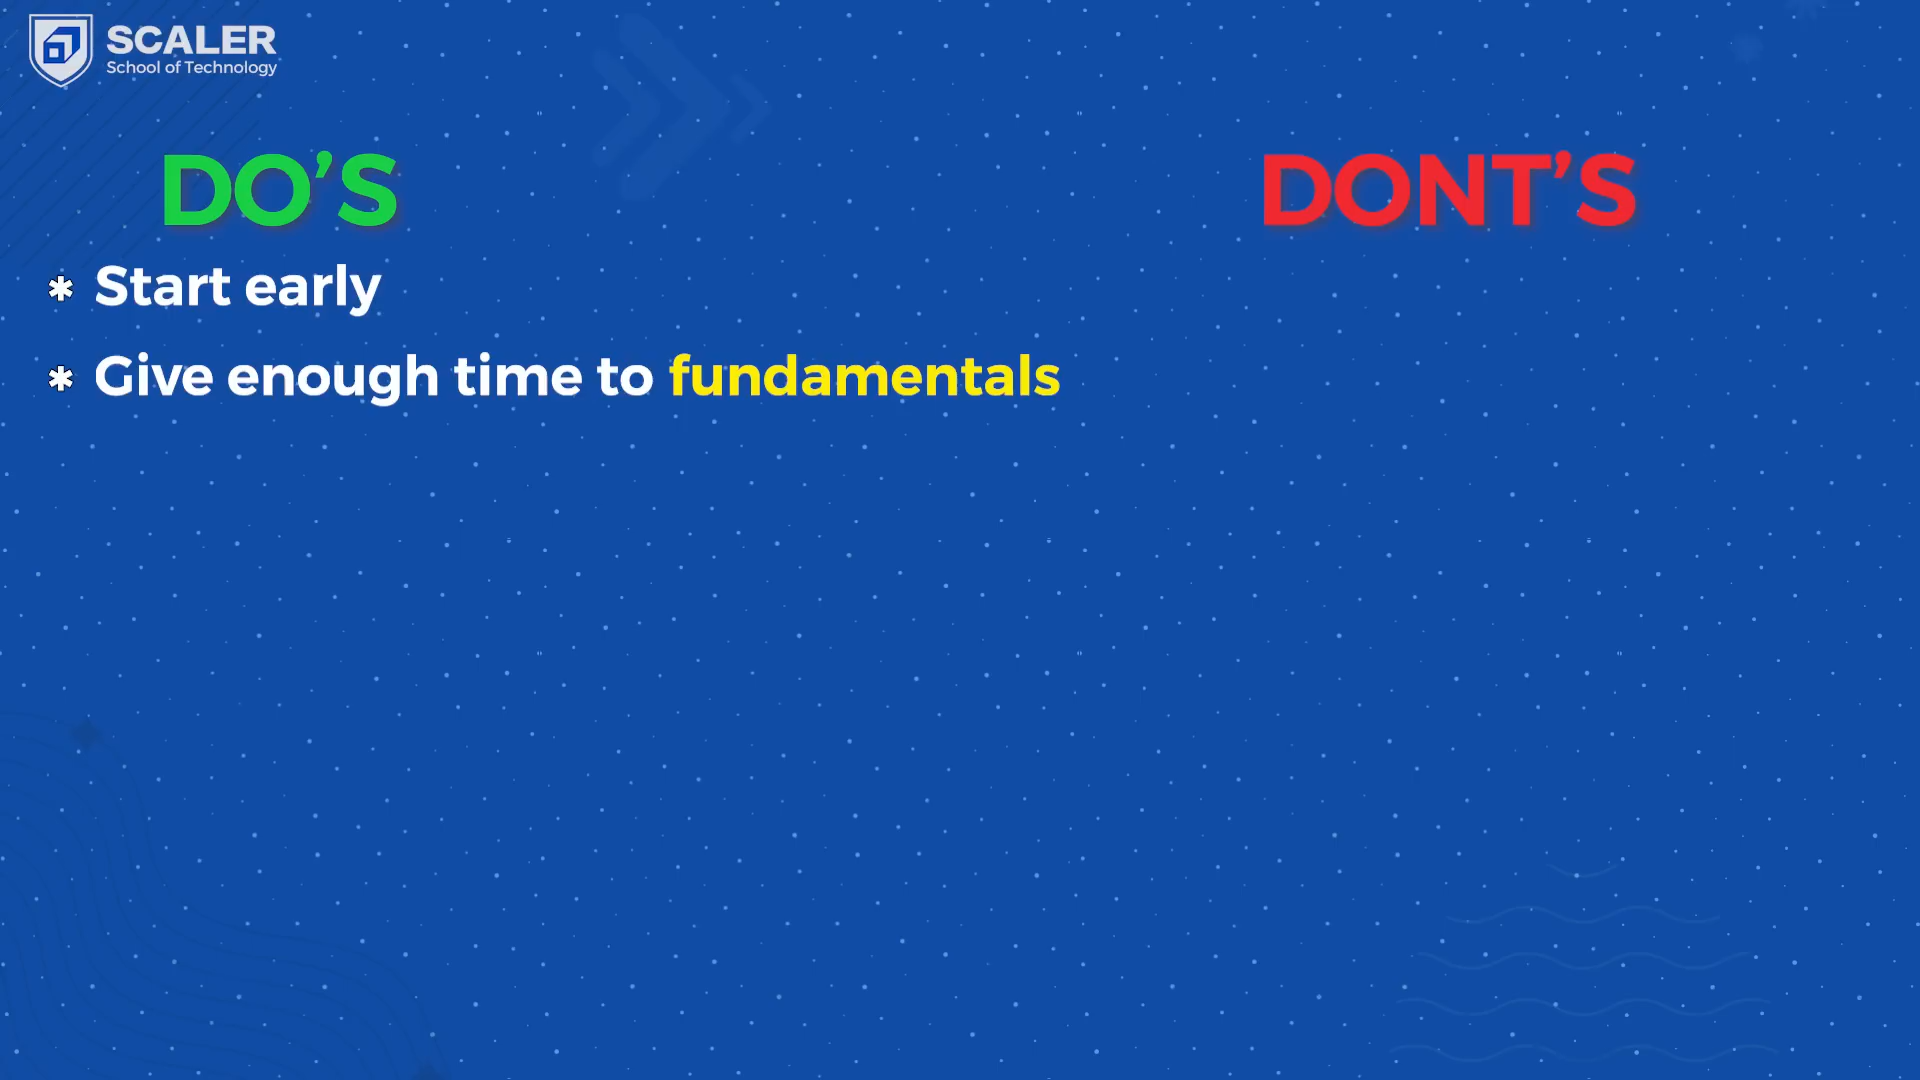 SCALER
School of Technology
DO’S
DONT’S
* Start early
* Give enough time to fundamentals